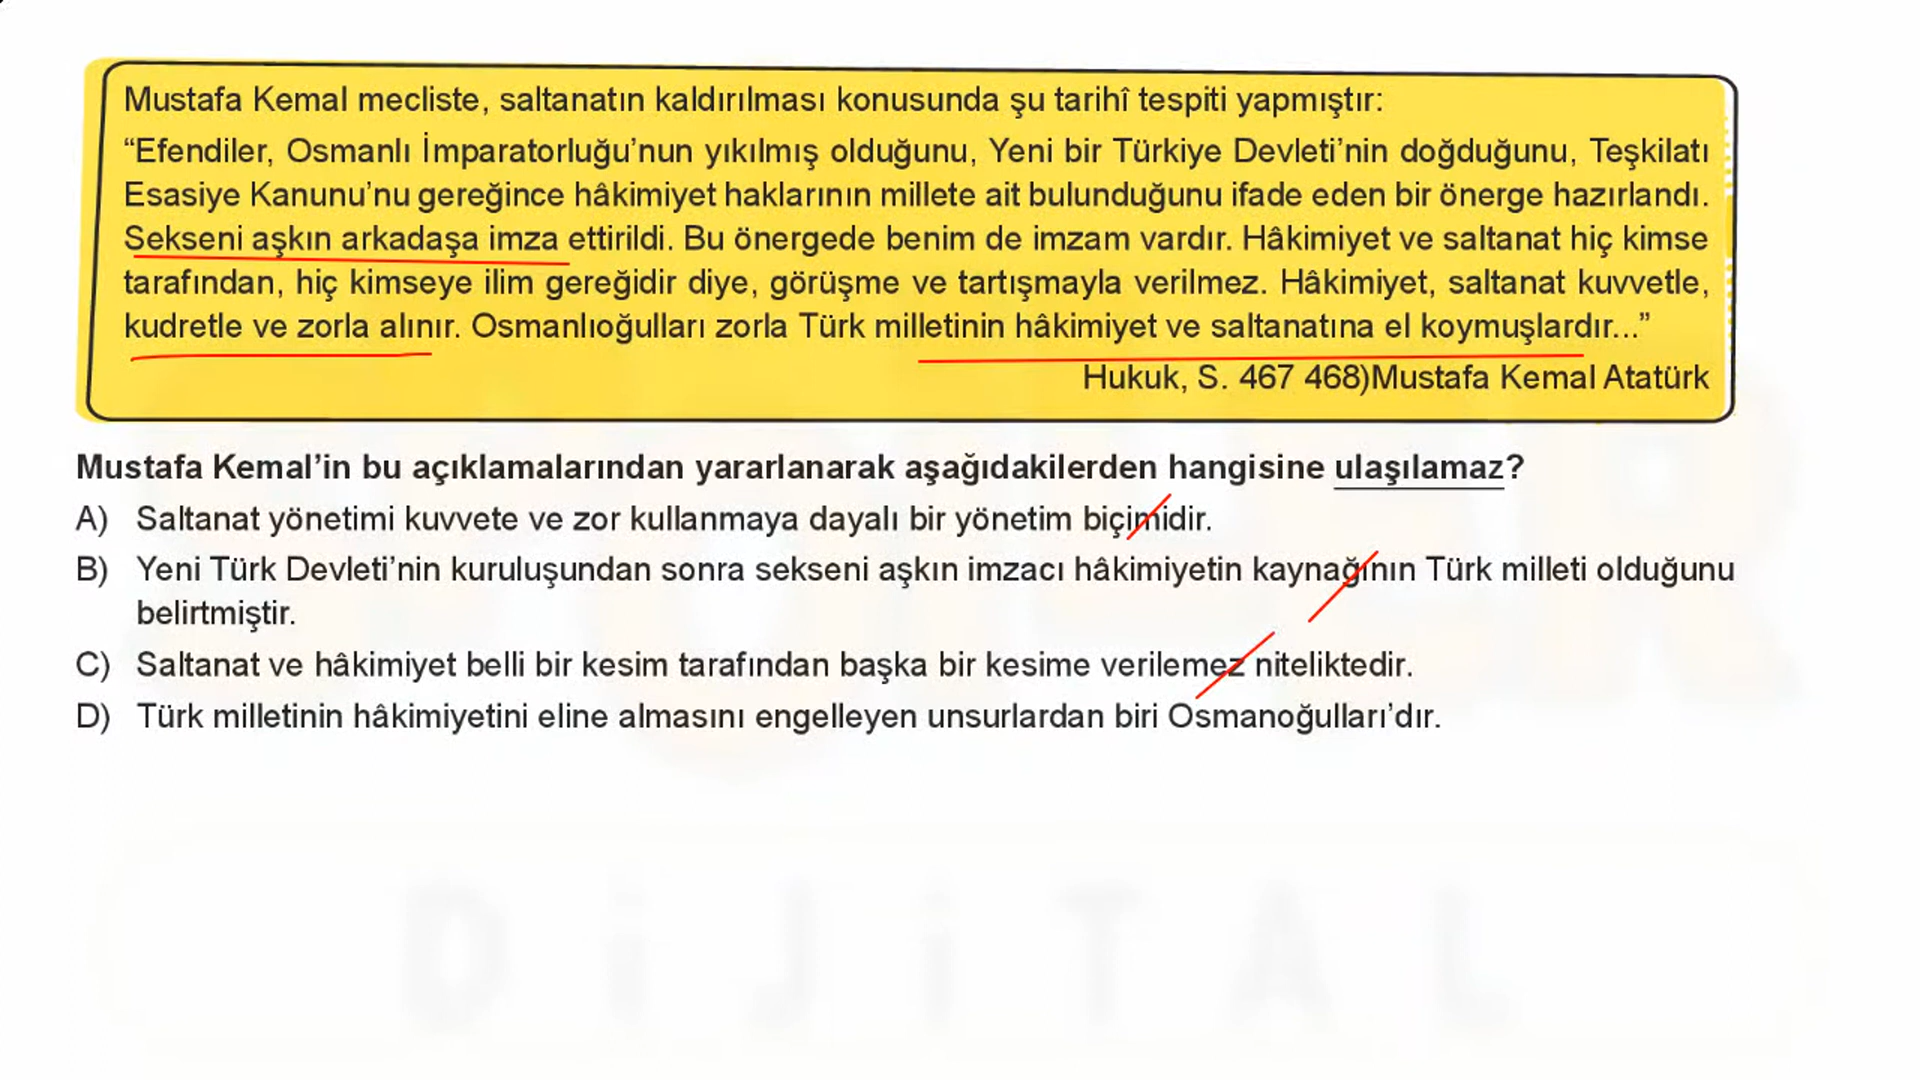 Mustafa Kemal mecliste, saltanatın kaldırılması konusunda şu tarihî tespiti yapmıştır:
“Efendiler, Osmanlı İmparatorluğu’nun yıkılmış olduğunu, Yeni bir Türkiye Devleti’nin doğduğunu, Teşkilatı
Esasiye Kanunu’nu gereğince hâkimiyet haklarının millete ait bulunduğunu ifade eden bir önerge hazırlandı.
Sekseni aşkın arkadaşa imza ettirildi. Bu önergede benim de imzam vardır. Hâkimiyet ve saltanat hiç kimse
tarafından, hiç kimseye ilim gereğidir diye, görüşme ve tartışmayla verilmez. Hâkimiyet, saltanat kuvvetle,
kudretle ve zorla alınır. Osmanlıoğulları zorla Türk milletinin hâkimiyet ve saltanatına el koymuşlardır...”
Hukuk, S. 467 468)Mustafa Kemal Atatürk
Mustafa Kemal’in bu açıklamalarından yararlanarak aşağıdakilerden hangisine ulaşılamaz?
A) Saltanat yönetimi kuvvete ve zor kullanmaya dayalı bir yönetim biçimidir.
B) Yeni Türk Devleti’nin kuruluşundan sonra sekseni aşkın imzacı hâkimiyetin kaynağının Türk milleti olduğunu
belirtmiştir.
C) Saltanat ve hâkimiyet belli bir kesim tarafından başka bir kesime verilemez niteliktedir.
D) Türk milletinin hâkimiyetini eline almasını engelleyen unsurlardan biri Osmanoğulları’dır.
DİJİTAL